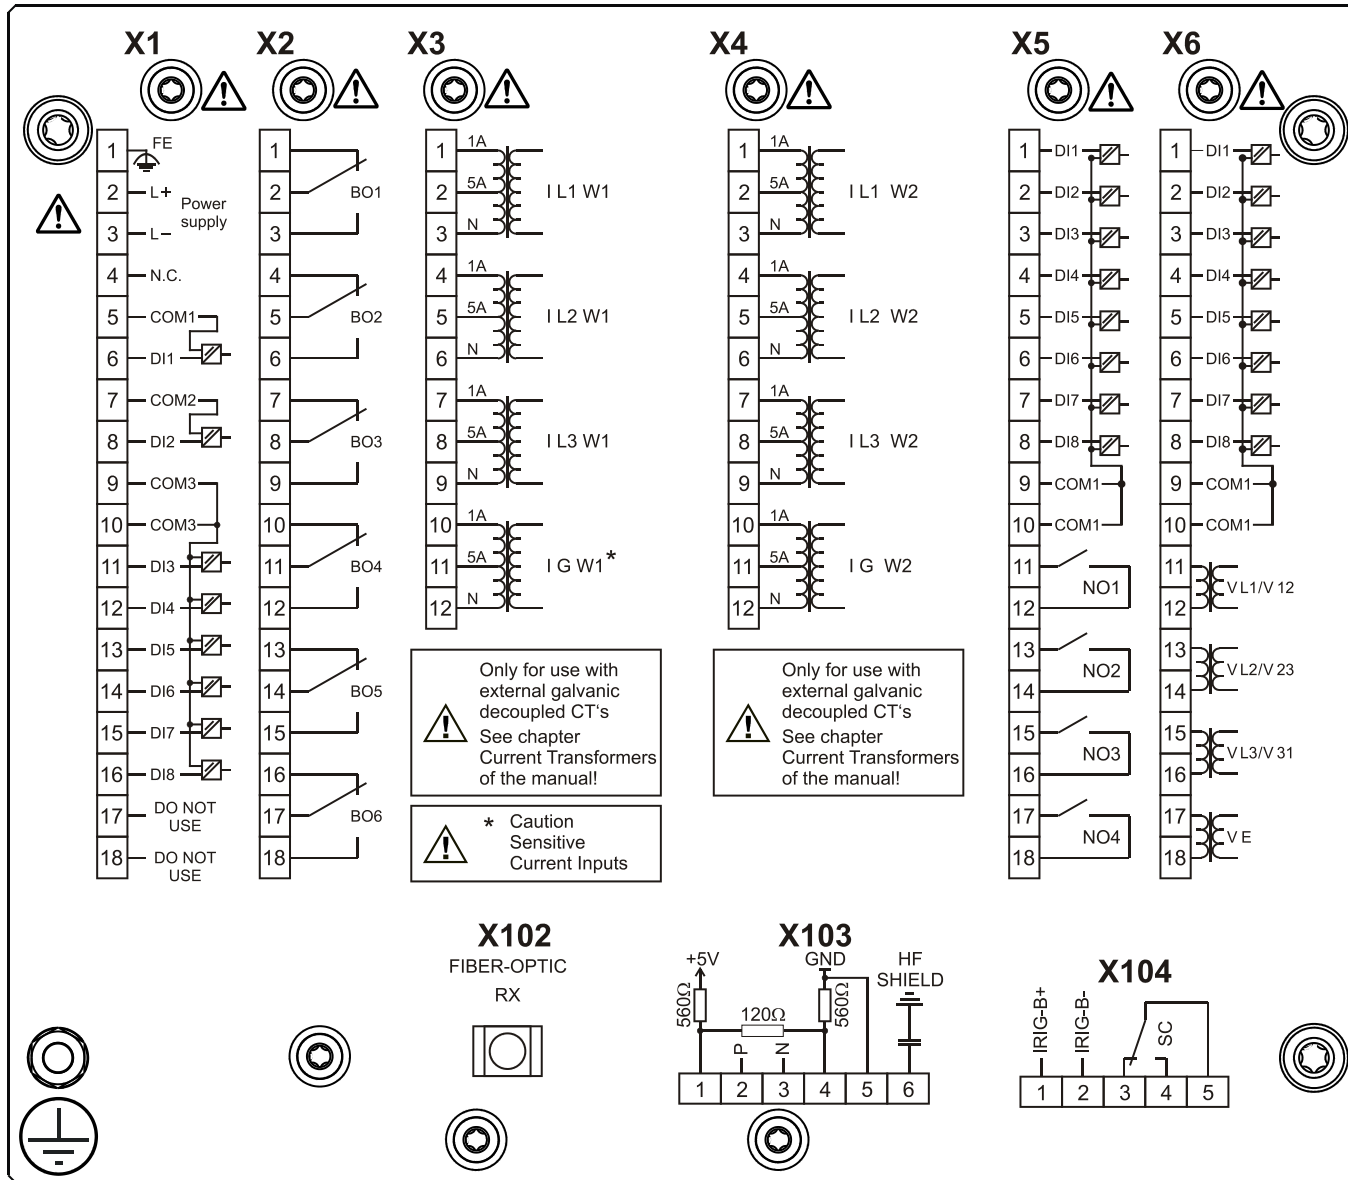 X1
1 FE
2 L+ Power
supply
3 L–
4 N.C.
5 COM1
6 DI1
7 COM2
8 DI2
9 COM3
10 COM3
11 DI3
12 DI4
13 DI5
14 DI6
15 DI7
16 DI8
17 DO NOT
USE
18 DO NOT
USE
X2
1
2 BO1
3
4
5 BO2
6
7
8 BO3
9
10
11 BO4
12
13
14 BO5
15
16
17 BO6
18
X3
1 1A
2 5A I L1 W1
3 N
4 1A
5 5A I L2 W1
6 N
7 1A
8 5A I L3 W1
9 N
10 1A
11 5A I G W1*
12 N
Only for use with
external galvanic
decoupled CT‘s
See chapter
Current Transformers
of the manual!
* Caution
Sensitive
Current Inputs
X4
1 1A
2 5A I L1 W2
3 N
4 1A
5 5A I L2 W2
6 N
7 1A
8 5A I L3 W2
9 N
10 1A
11 5A I G W2
12 N
Only for use with
external galvanic
decoupled CT‘s
See chapter
Current Transformers
of the manual!
X5
1 DI1
2 DI2
3 DI3
4 DI4
5 DI5
6 DI6
7 DI7
8 DI8
9 COM1
10 COM1
11
NO1
12
13
NO2
14
15
NO3
16
17
NO4
18
X6
1 DI1
2 DI2
3 DI3
4 DI4
5 DI5
6 DI6
7 DI7
8 DI8
9 COM1
10 COM1
11
V L1/V 12
12
13
V L2/V 23
14
15
V L3/V 31
16
17
V E
18
X102
FIBER-OPTIC
RX
X103
+5V GND HF
SHIELD
560Ω 120Ω 560Ω
P N
1 2 3 4 5 6
X104
IRIG-B+ IRIG-B- SC
1 2 3 4 5